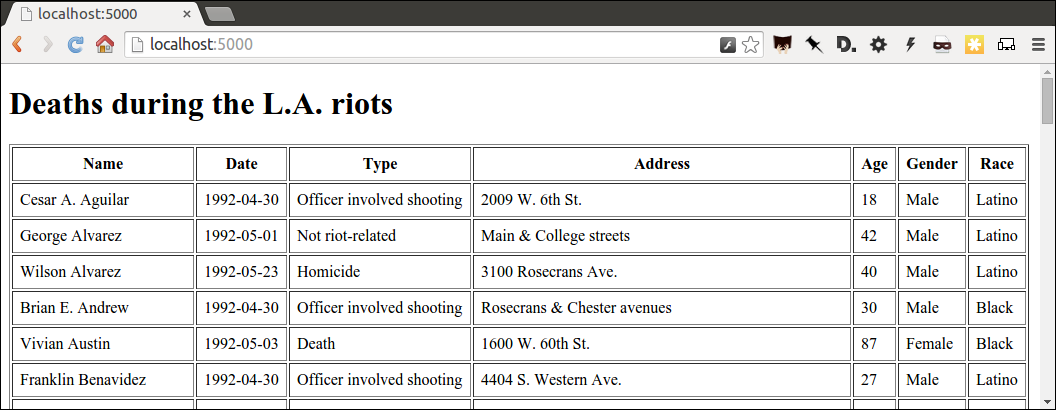 localhost:5000
localhost:5000
D.
Deaths during the L.A. riots
Name Date Type Address Age Gender Race
Cesar A. Aguilar 1992-04-30 Officer involved shooting 2009 W. 6th St. 18 Male Latino
George Alvarez 1992-05-01 Not riot-related Main & College streets 42 Male Latino
Wilson Alvarez 1992-05-23 Homicide 3100 Rosecrans Ave. 40 Male Latino
Brian E. Andrew 1992-04-30 Officer involved shooting Rosecrans & Chester avenues 30 Male Black
Vivian Austin 1992-05-03 Death 1600 W. 60th St. 87 Female Black
Franklin Benavidez 1992-04-30 Officer involved shooting 4404 S. Western Ave. 27 Male Latino